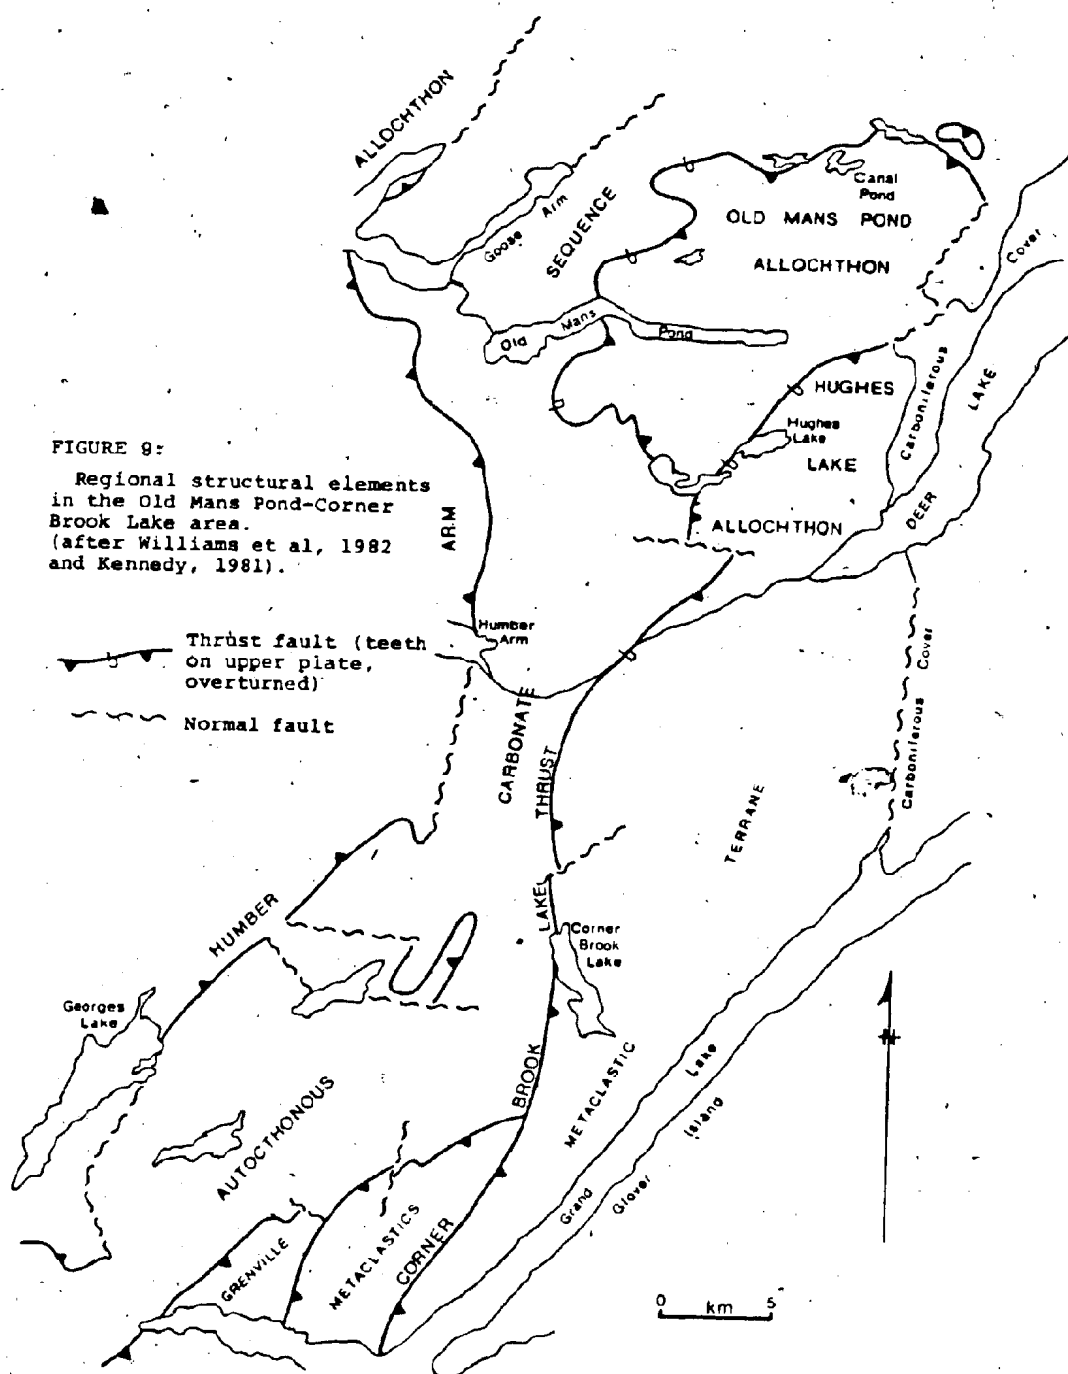 ALLOCHTHON
Goose Arm
SEQUENCE
Canal
Pond
OLD MANS POND
ALLOCHTHON
Cover
Old Mans Pond
HUGHES
Hughes
Lake
LAKE
ALLOCHTHON
Carboniferous
LAKE
DEER
FIGURE 9:
Regional structural elements
in the Old Mans Pond-Corner
Brook Lake area.
(after Williams et al, 1982
and Kennedy, 1981).
ARM
Humber
Arm
Thrust fault (teeth
on upper plate,
overturned)
Normal fault
CARBONATE
THRUST
TERRANE
Carboniferous Cover
HUMBER
LAKE
Corner
Brook
Lake
Georges
Lake
BROOK
METACLASTIC
Lake
Island
AUTOCTHONOUS
Grand
Glover
N
GRENVILLE
METACLASTICS
CORNER
0 km 5